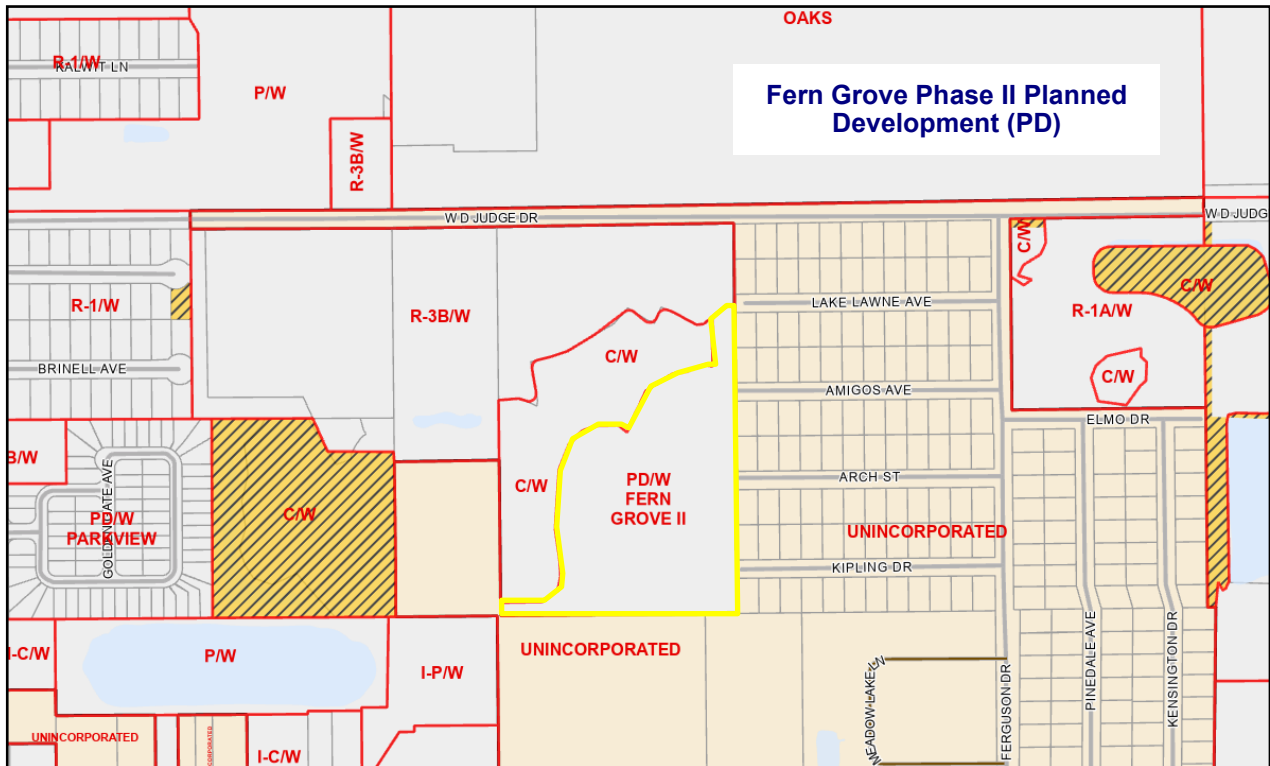 OAKS
Fern Grove Phase II Planned
Development (PD)
R-1/W
KALWIT LN
P/W
R-3B/W
W D JUDGE DR
W D JUDG
C/W
C/W
R-1/W
R-3B/W
LAKE LAWNE AVE
R-1A/W
C/W
BRINELL AVE
C/W
AMIGOS AVE
ELMO DR
B/W
GOLDENGATE AVE
PD/W
PARKVIEW
C/W
C/W
PD/W
FERN
GROVE II
ARCH ST
UNINCORPORATED
KIPLING DR
I-C/W
P/W
I-P/W
UNINCORPORATED
MEADOW LAKE LN
FERGUSON DR
PINEDALE AVE
KENSINGTON DR
UNINCORPORATED
I-C/W